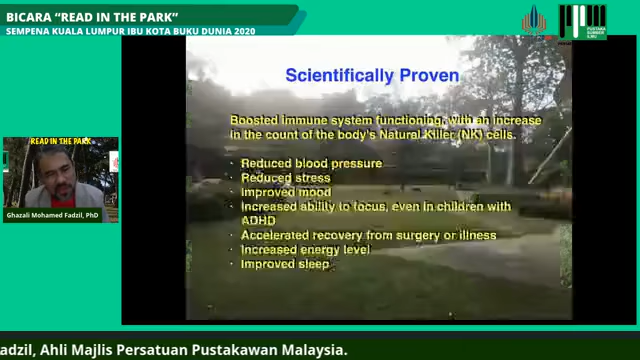 BICARA “READ IN THE PARK”
SEMPENA KUALA LUMPUR IBU KOTA BUKU DUNIA 2020
PUSTAKA
SUMBER
ILMU
Scientifically Proven
Boosted immune system functioning, with an increase
in the count of the body's Natural Killer (NK) cells.
· Reduced blood pressure
· Reduced stress
· Improved mood
· Increased ability to focus, even in children with
ADHD
· Accelerated recovery from surgery or illness
· Increased energy level
· Improved sleep
READ IN THE PARK
Ghazali Mohamed Fadzil, PhD
adzil, Ahli Majlis Persatuan Pustakawan Malaysia.